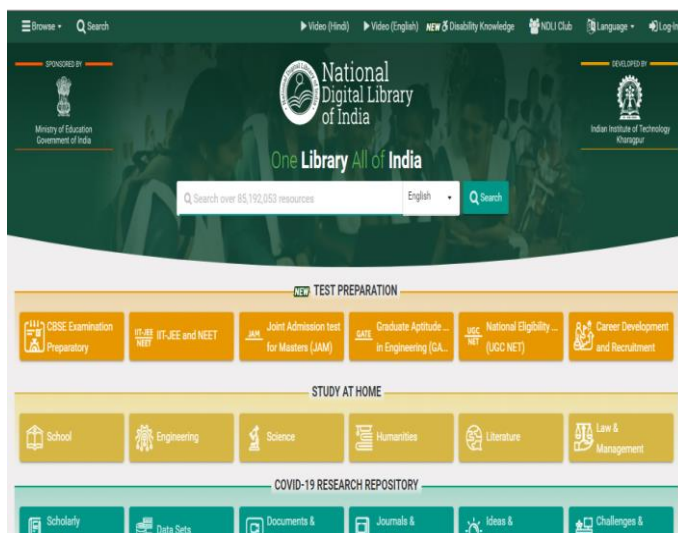 Browse Search Video (Hindi) Video (English) NEW Disability Knowledge NDLI Club Language Log-In
SPONSORED BY
Ministry of Education
Government of India
National
Digital Library
of India
DEVELOPED BY
Indian Institute of Technology
Kharagpur
One Library All of India
Search over 85,192,053 resources English Search
NEW TEST PREPARATION
CBSE Examination
Preparatory
IIT-JEE
NEET
IIT-JEE and NEET
JAM
Joint Admission test
for Masters (JAM)
GATE
Graduate Aptitude ...
in Engineering (GA...
UGC
NET
National Eligibility ...
(UGC NET)
Career Development
and Recruitment
STUDY AT HOME
School
Engineering
Science
Humanities
Literature
Law &
Management
COVID-19 RESEARCH REPOSITORY
Scholarly
Data Sets
Documents &
Journals &
Ideas &
Challenges &